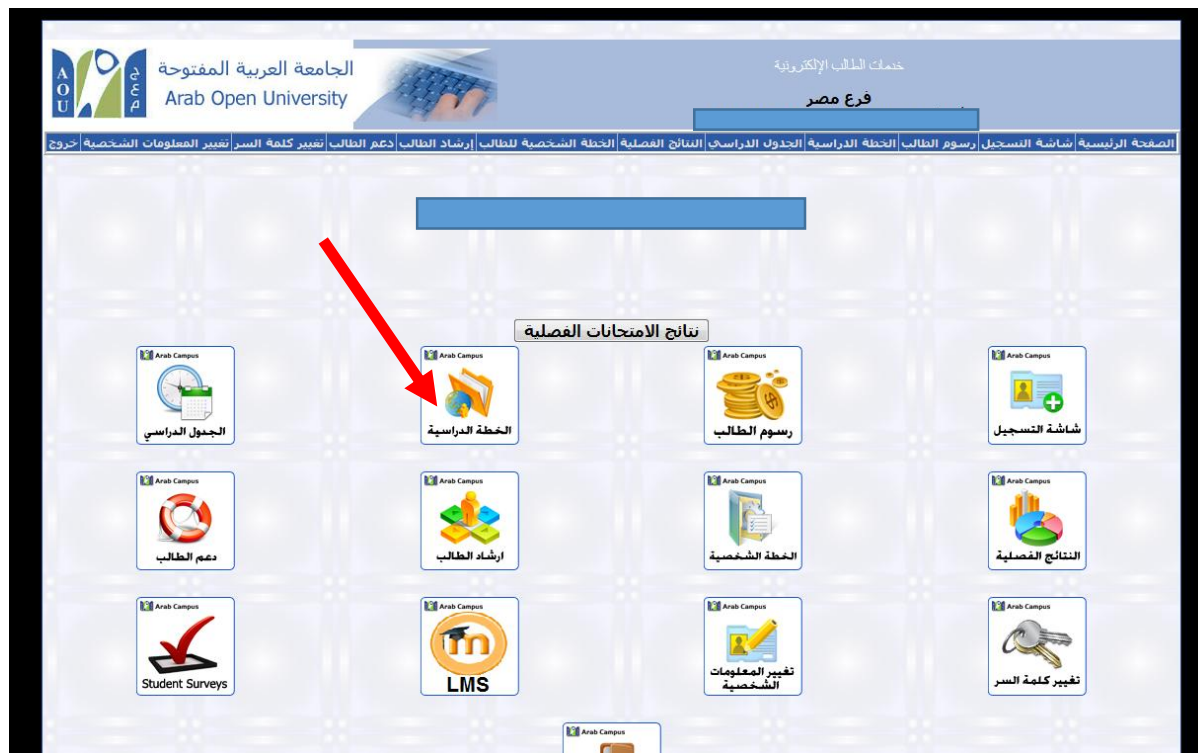 الجامعة العربية المفتوحة
Arab Open University
A O U
ج ع م
خدمات الطالب الإلكترونية
فرع مصر
الصفحة الرئيسية | شاشة التسجيل | رسوم الطالب | الخطة الدراسية | الجدول الدراسي | النتائج الفصلية | الخطة الشخصية للطالب | إرشاد الطالب | دعم الطالب | تغيير كلمة السر | تغيير المعلومات الشخصية | خروج
نتائج الامتحانات الفصلية
Arab Campus
شاشة التسجيل
Arab Campus
رسوم الطالب
Arab Campus
الخطة الدراسية
Arab Campus
الجدول الدراسي
Arab Campus
النتائج الفصلية
Arab Campus
الخطة الشخصية
Arab Campus
ارشاد الطالب
Arab Campus
دعم الطالب
Arab Campus
تغيير كلمة السر
Arab Campus
تغيير المعلومات
الشخصية
Arab Campus
m
LMS
Arab Campus
Student Surveys
Arab Campus